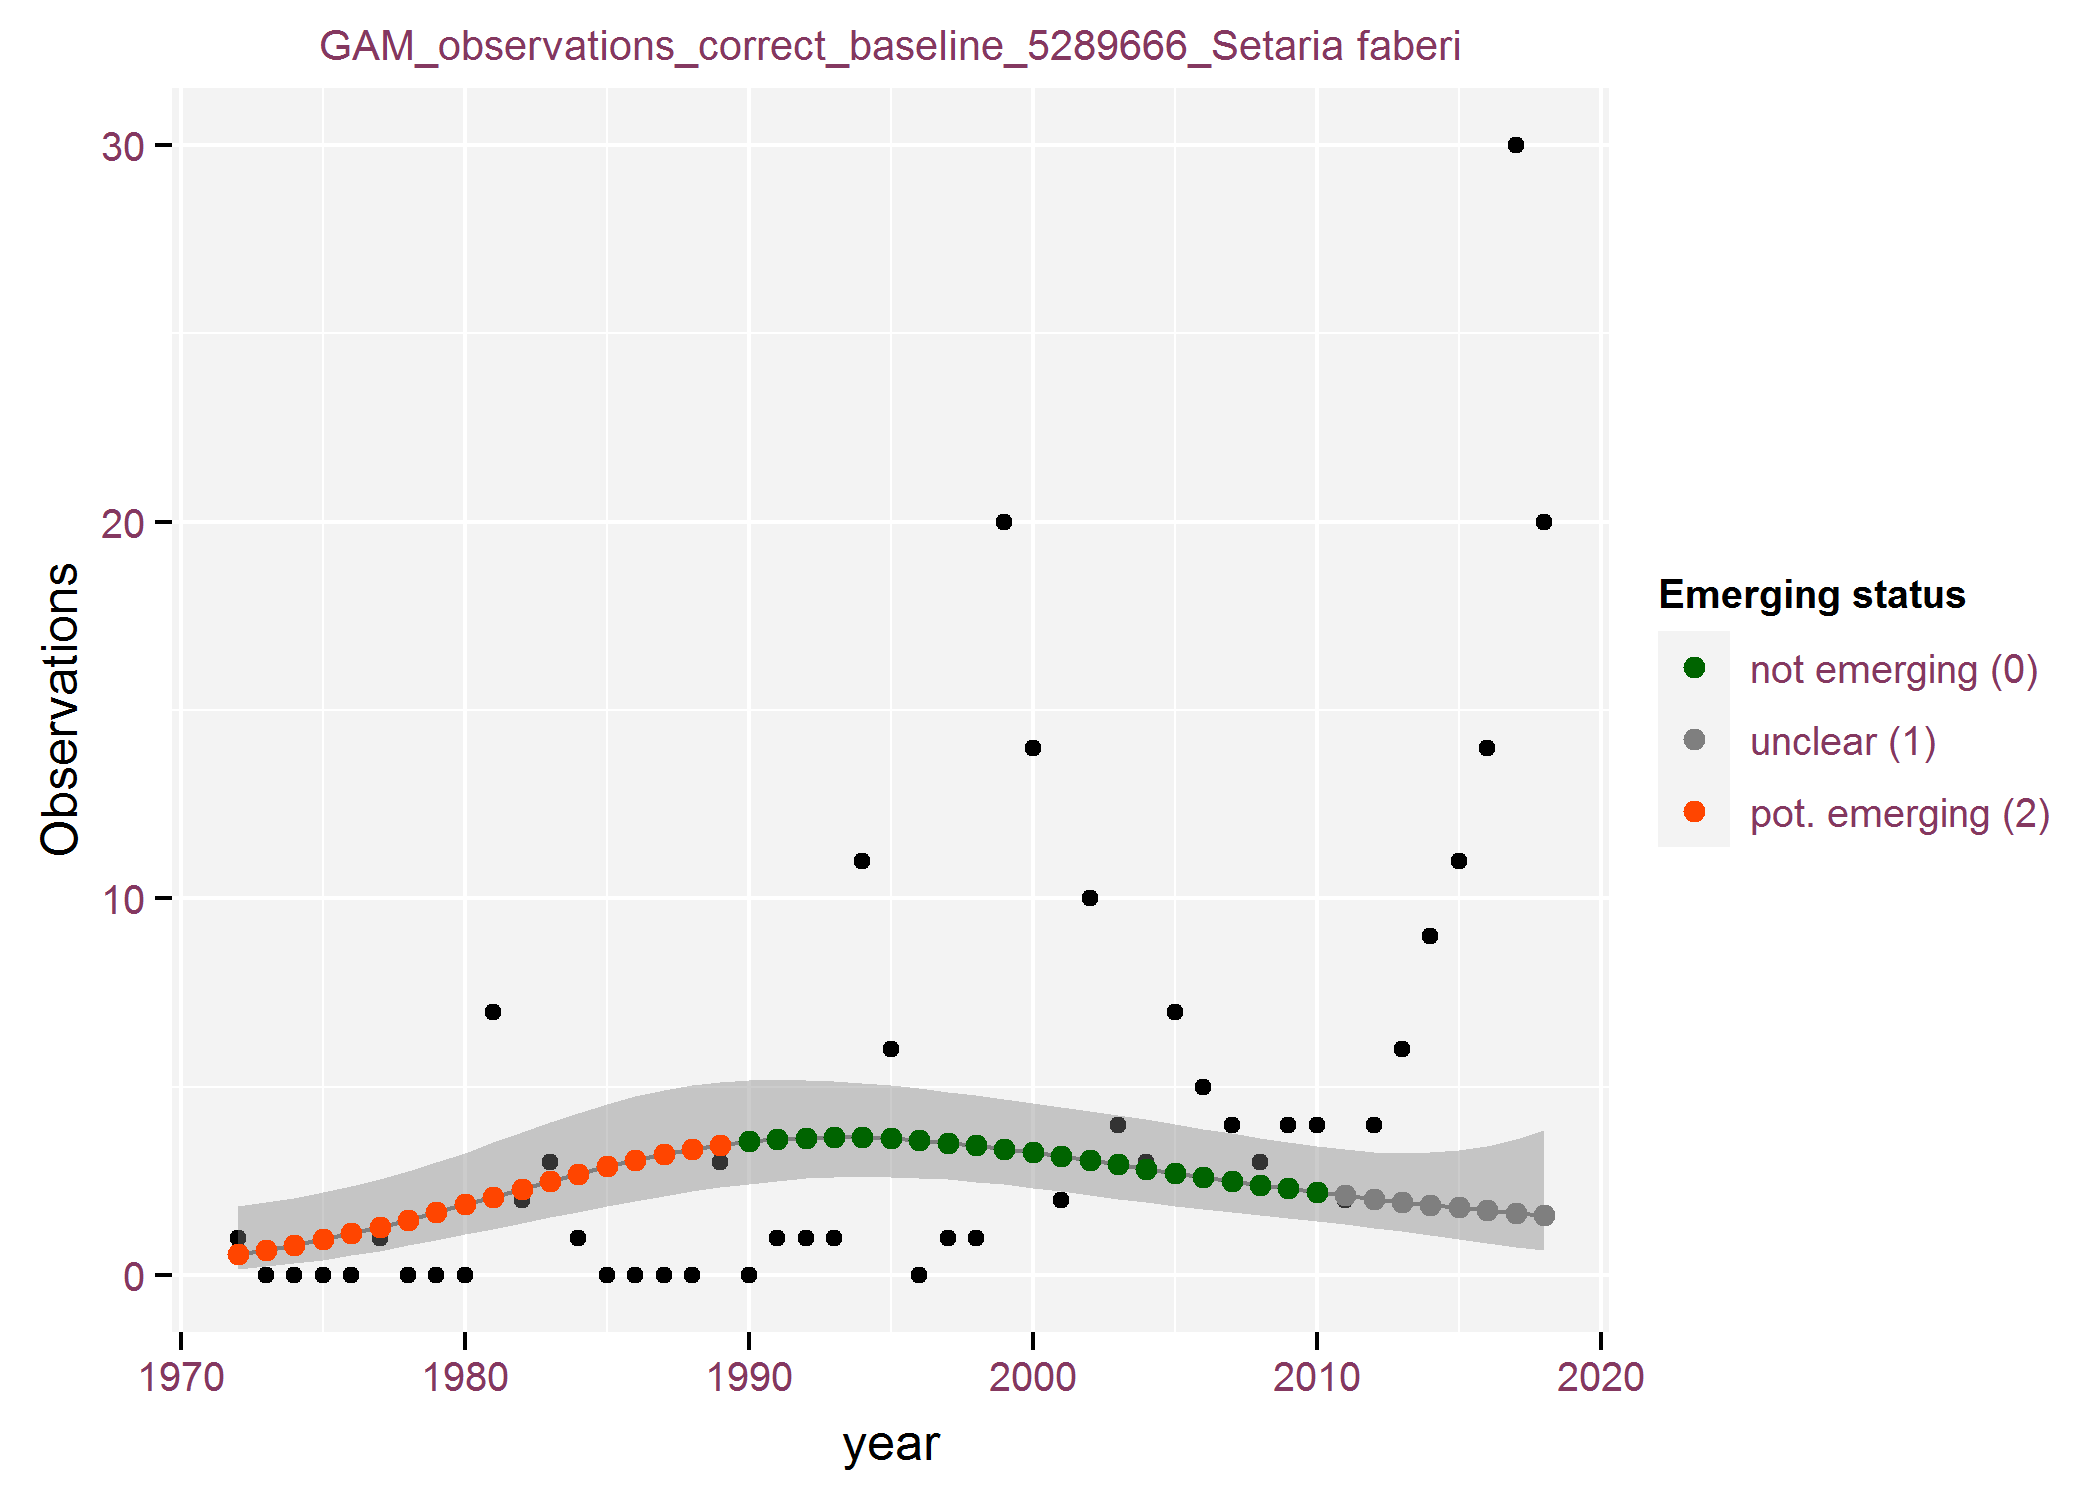 GAM_observations_correct_baseline_5289666_Setaria faberi
30
20
10
0
Observations
1970 1980 1990 2000 2010 2020
year
Emerging status
not emerging (0)
unclear (1)
pot. emerging (2)